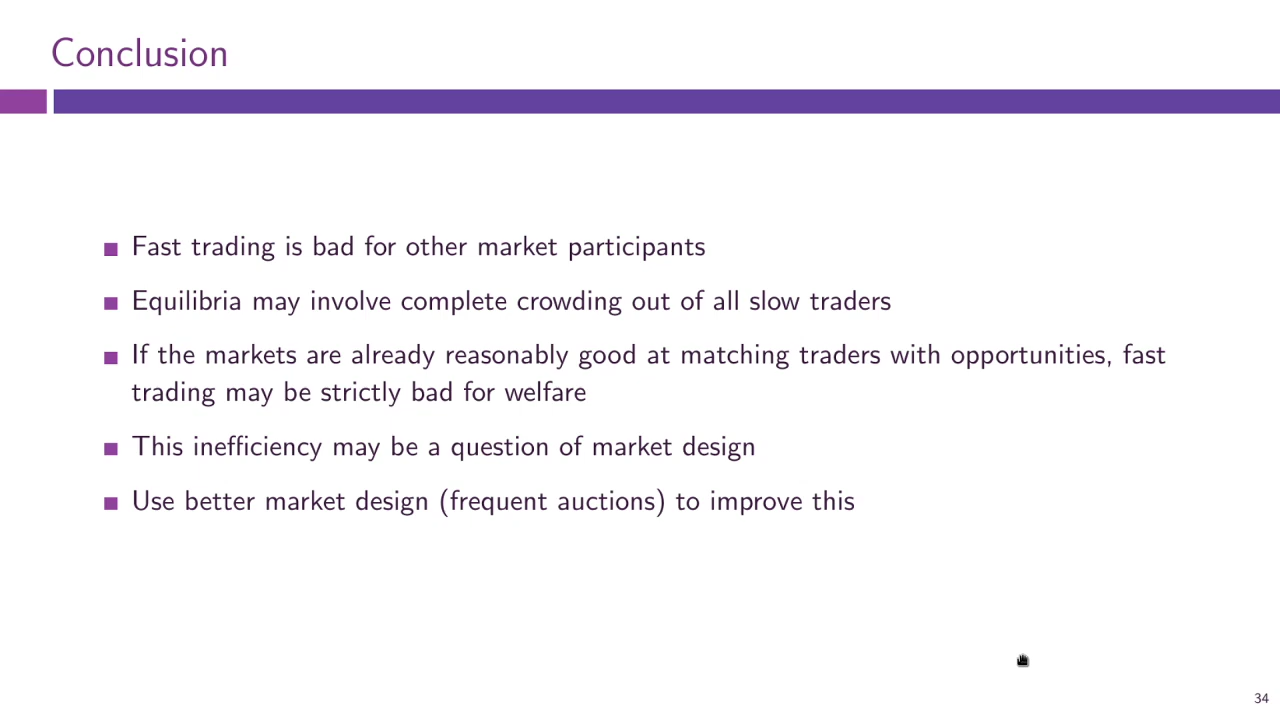 Conclusion
Fast trading is bad for other market participants
Equilibria may involve complete crowding out of all slow traders
If the markets are already reasonably good at matching traders with opportunities, fast
trading may be strictly bad for welfare
This inefficiency may be a question of market design
Use better market design (frequent auctions) to improve this
34